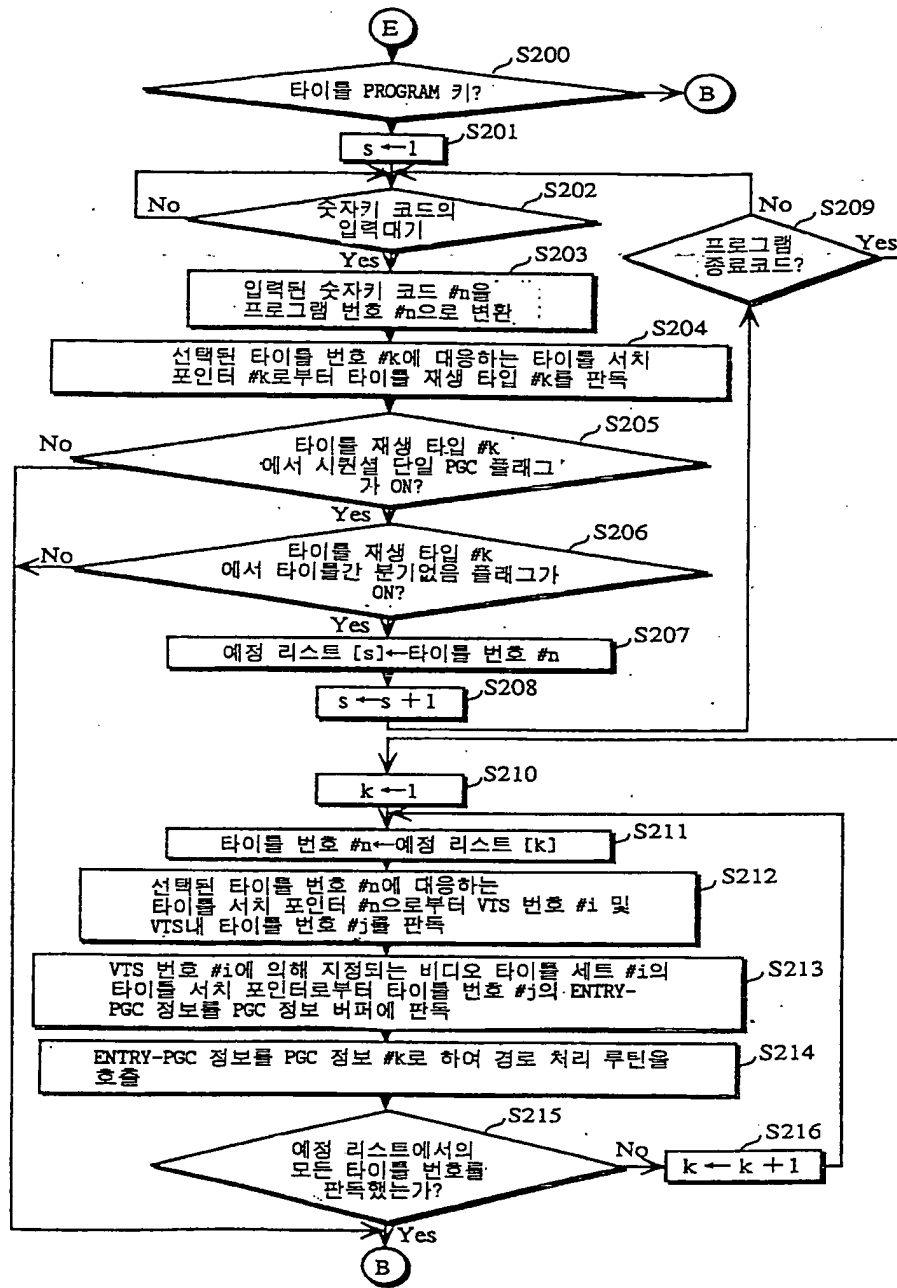 E
S200
타이틀 PROGRAM 키?
B
S201
s ← 1
S202
No
숫자키 코드의
입력대기
Yes
S209
No
프로그램
종료코드?
Yes
S203
입력된 숫자키 코드 #n을
프로그램 번호 #n으로 변환
S204
선택된 타이틀 번호 #k에 대응하는 타이틀 서치
포인터 #k로부터 타이틀 재생 타입 #k를 판독
S205
No
타이틀 재생 타입 #k
에서 시퀀셜 단일 PGC 플래그
가 ON?
Yes
S206
No
타이틀 재생 타입 #k
에서 타이틀간 분기없음 플래그가
ON?
Yes
S207
예정 리스트 [s]←타이틀 번호 #n
S208
s ← s + 1
S210
k ← 1
S211
타이틀 번호 #n←예정 리스트 [k]
S212
선택된 타이틀 번호 #n에 대응하는
타이틀 서치 포인터 #n으로부터 VTS 번호 #i 및
VTS내 타이틀 번호 #j를 판독
S213
VTS 번호 #i에 의해 지정되는 비디오 타이틀 세트 #i의
타이틀 서치 포인터로부터 타이틀 번호 #j의 ENTRY-
PGC 정보를 PGC 정보 버퍼에 판독
S214
ENTRY-PGC 정보를 PGC 정보 #k로 하여 경로 처리 루틴을
호출
S215
예정 리스트에서의
모든 타이틀 번호를
판독했는가?
No
S216
k ← k + 1
Yes
B